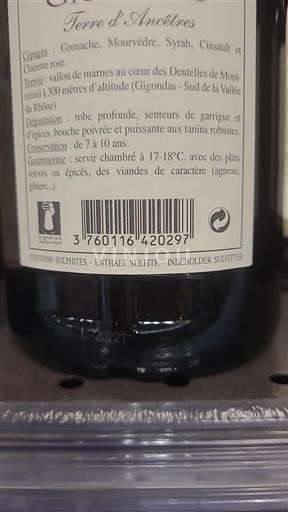 Terre d'Ancêtres
Cépages : Grenache, Mourvèdre, Syrah, Cinsault et
Clairette rose.
Terroir : vallon de marnes au cœur des Dentelles de Mont-
mirail à 300 mètres d'altitude (Gigondas - Sud de la Vallée
du Rhône).
Dégustation : robe profonde, senteurs de garrigue et
d'épices, bouche poivrée et puissante aux tanins robustes.
Conservation : de 7 à 10 ans.
Gastronomie : servir chambré à 17-18°C. avec des plats
relevés ou épicés, des viandes de caractère (agneau,
gibiers...).
vigneron
indépendant
3 760116 420297
CONTAINS SULPHITES - ENTHÄLT SULFITE - INDEHOLDER SULFITTER
VINIOU